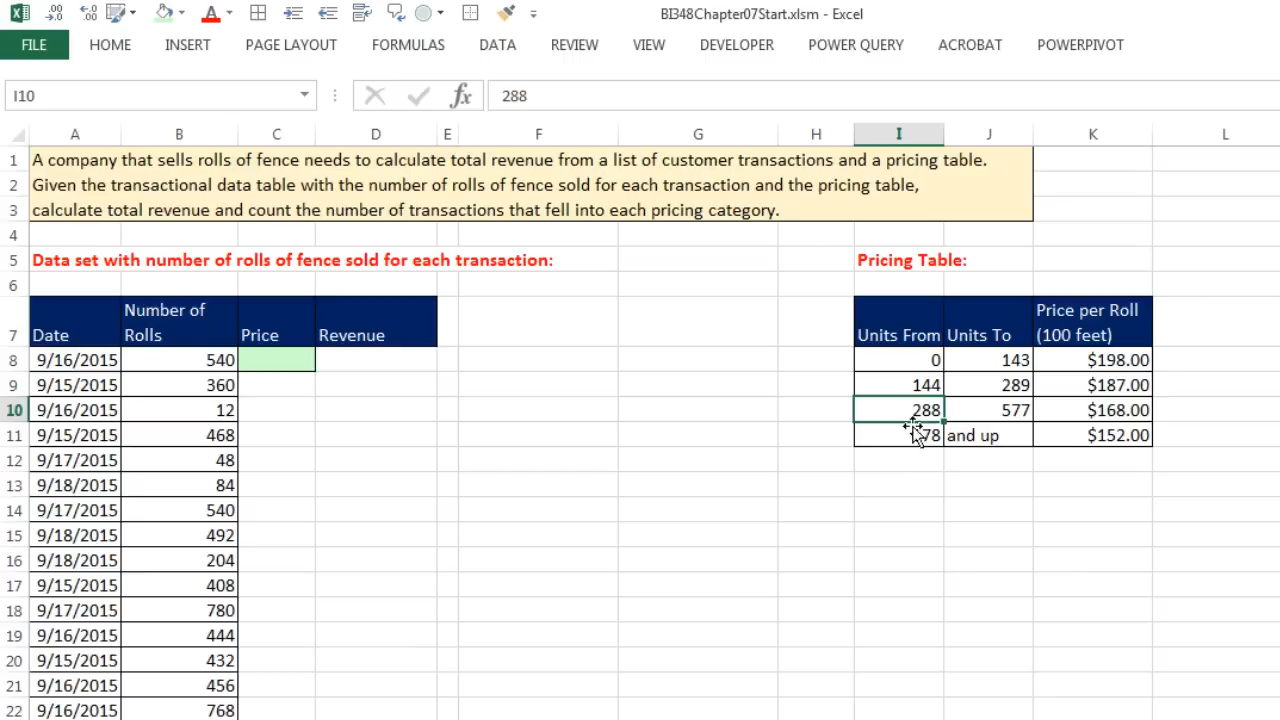 BI348Chapter07Start.xlsm - Excel
FILE HOME INSERT PAGE LAYOUT FORMULAS DATA REVIEW VIEW DEVELOPER POWER QUERY ACROBAT POWERPIVOT
I10 fx 288
A B C D E F G H I J K L
1 A company that sells rolls of fence needs to calculate total revenue from a list of customer transactions and a pricing table.
2 Given the transactional data table with the number of rolls of fence sold for each transaction and the pricing table,
3 calculate total revenue and count the number of transactions that fell into each pricing category.
4
5 Data set with number of rolls of fence sold for each transaction: Pricing Table:
6
Number of Price per Roll
7 Date Rolls Price Revenue Units From Units To (100 feet)
8 9/16/2015 540 0 143 $198.00
9 9/15/2015 360 144 289 $187.00
10 9/16/2015 12 288 577 $168.00
11 9/15/2015 468 78 and up $152.00
12 9/17/2015 48
13 9/18/2015 84
14 9/17/2015 540
15 9/18/2015 492
16 9/18/2015 204
17 9/15/2015 408
18 9/17/2015 780
19 9/16/2015 444
20 9/15/2015 432
21 9/16/2015 456
22 9/16/2015 768